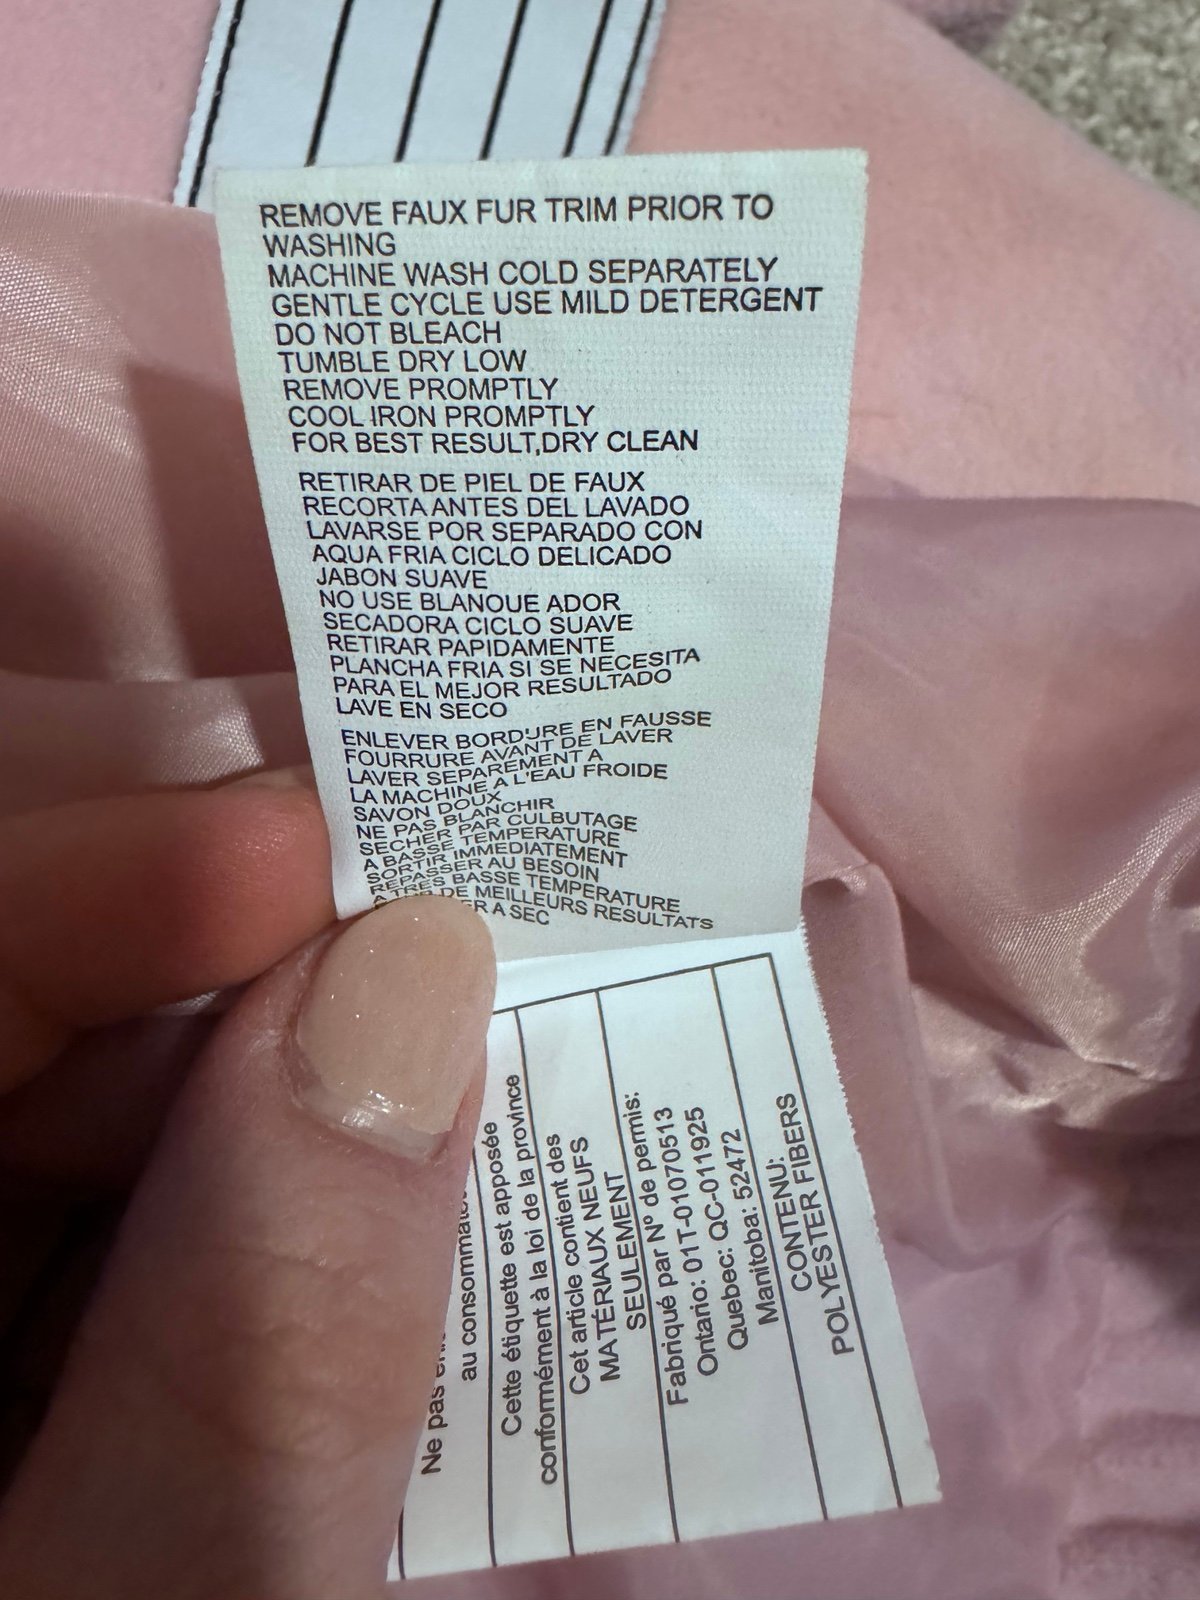 REMOVE FAUX FUR TRIM PRIOR TO
WASHING
MACHINE WASH COLD SEPARATELY
GENTLE CYCLE USE MILD DETERGENT
DO NOT BLEACH
TUMBLE DRY LOW
REMOVE PROMPTLY
COOL IRON PROMPTLY
FOR BEST RESULT,DRY CLEAN
RETIRAR DE PIEL DE FAUX
RECORTA ANTES DEL LAVADO
LAVARSE POR SEPARADO CON
AQUA FRIA CICLO DELICADO
JABON SUAVE
NO USE BLANOUE ADOR
SECADORA CICLO SUAVE
RETIRAR PAPIDAMENTE
PLANCHA FRIA SI SE NECESITA
PARA EL MEJOR RESULTADO
LAVE EN SECO
ENLEVER BORDURE EN FAUSSE
FOURRURE AVANT DE LAVER
LAVER SEPAREMENT A
LA MACHINE A L'EAU FROIDE
SAVON DOUX
NE PAS BLANCHIR
SECHER PAR CULBUTAGE
A BASSE TEMPERATURE
SORTIR IMMEDIATEMENT
REPASSER AU BESOIN
A TRES BASSE TEMPERATURE
DE MEILLEURS RESULTATS
A SEC
Ne pas
au
Cette étiquette est apposée
conformément à la loi de la province
Cet article contient des
MATÉRIAUX NEUFS
SEULEMENT
Fabriqué par Nº de permis:
Ontario: 01T-01070513
Quebec: QC-011925
Manitoba: 52472
CONTENU:
POLYESTER FIBERS